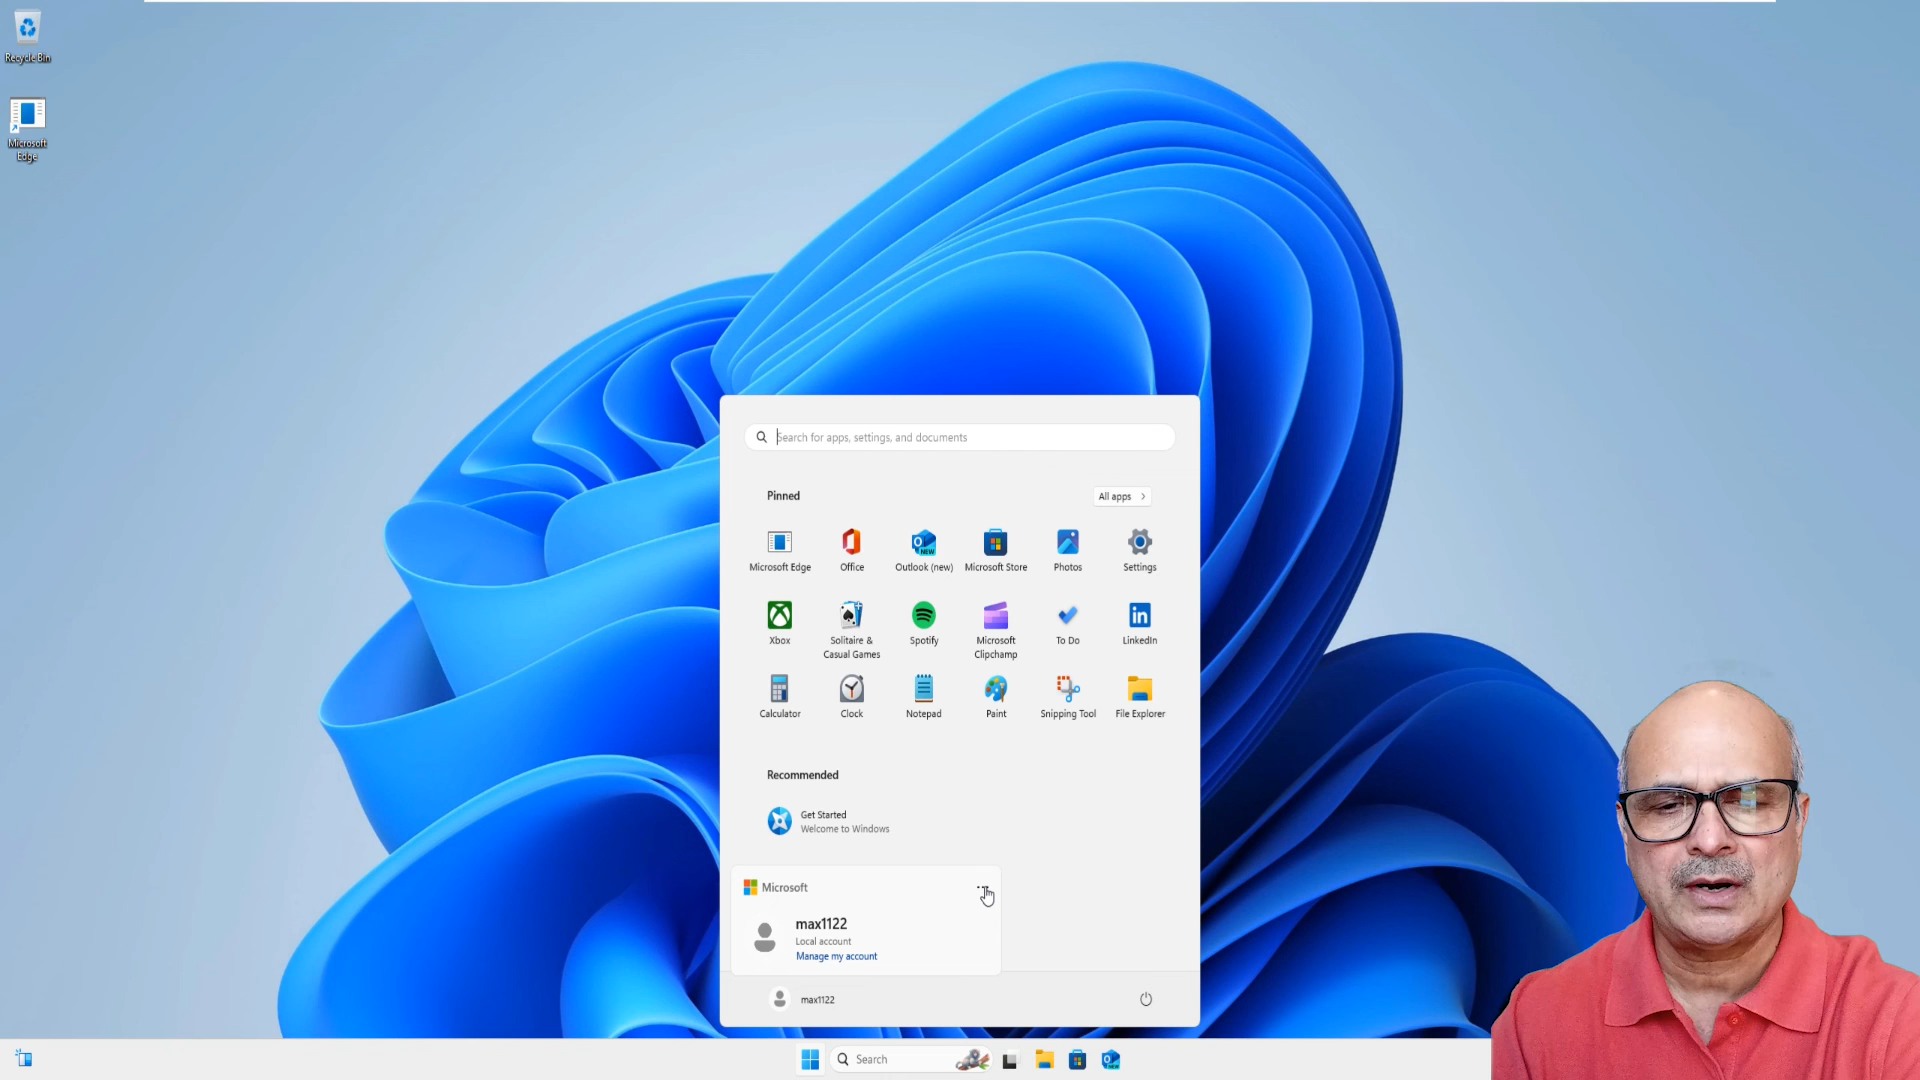 Recycle Bin
Microsoft
Edge
Search for apps, settings, and documents
Pinned
All apps
Microsoft Edge
Office
Outlook (new)
Microsoft Store
Photos
Settings
Xbox
Solitaire &
Casual Games
Spotify
Microsoft
Clipchamp
To Do
LinkedIn
Calculator
Clock
Notepad
Paint
Snipping Tool
File Explorer
Recommended
Get Started
Welcome to Windows
Microsoft
max1122
Local account
Manage my account
max1122
Search